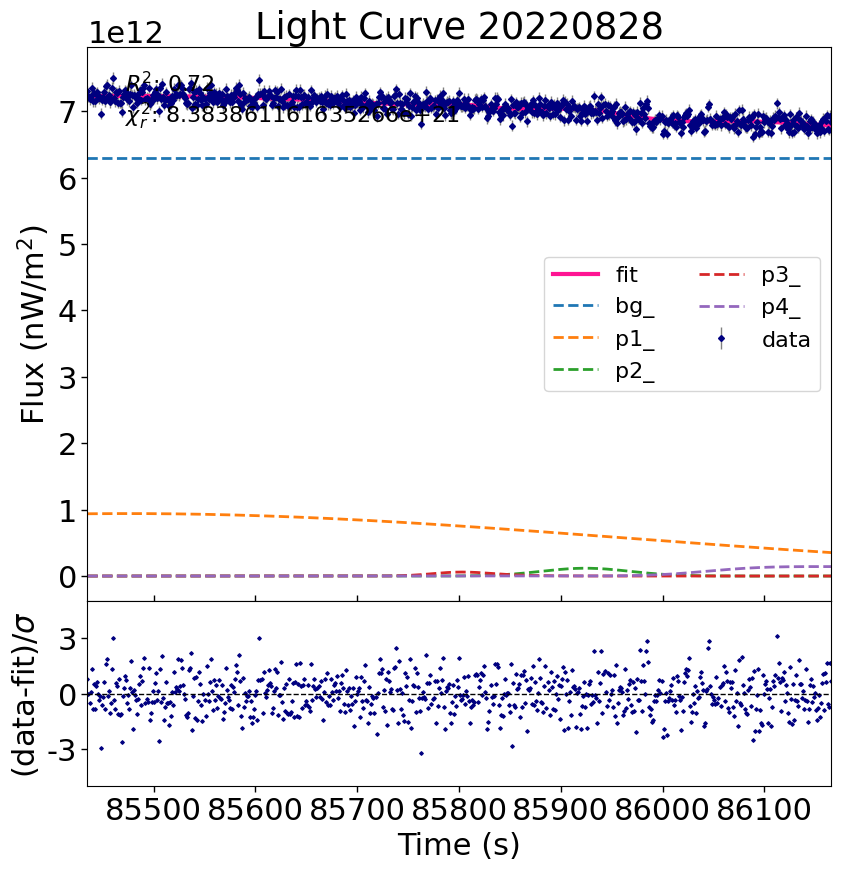 Light Curve 20220828
1e12
R²: 0.72
χ²ᵣ: 8.383861161635266e+21
7
6
5
4
3
2
1
0
Flux (nW/m²)
fit
bg_
p1_
p2_
p3_
p4_
data
3
0
-3
(data-fit)/σ
85500 85600 85700 85800 85900 86000 86100
Time (s)